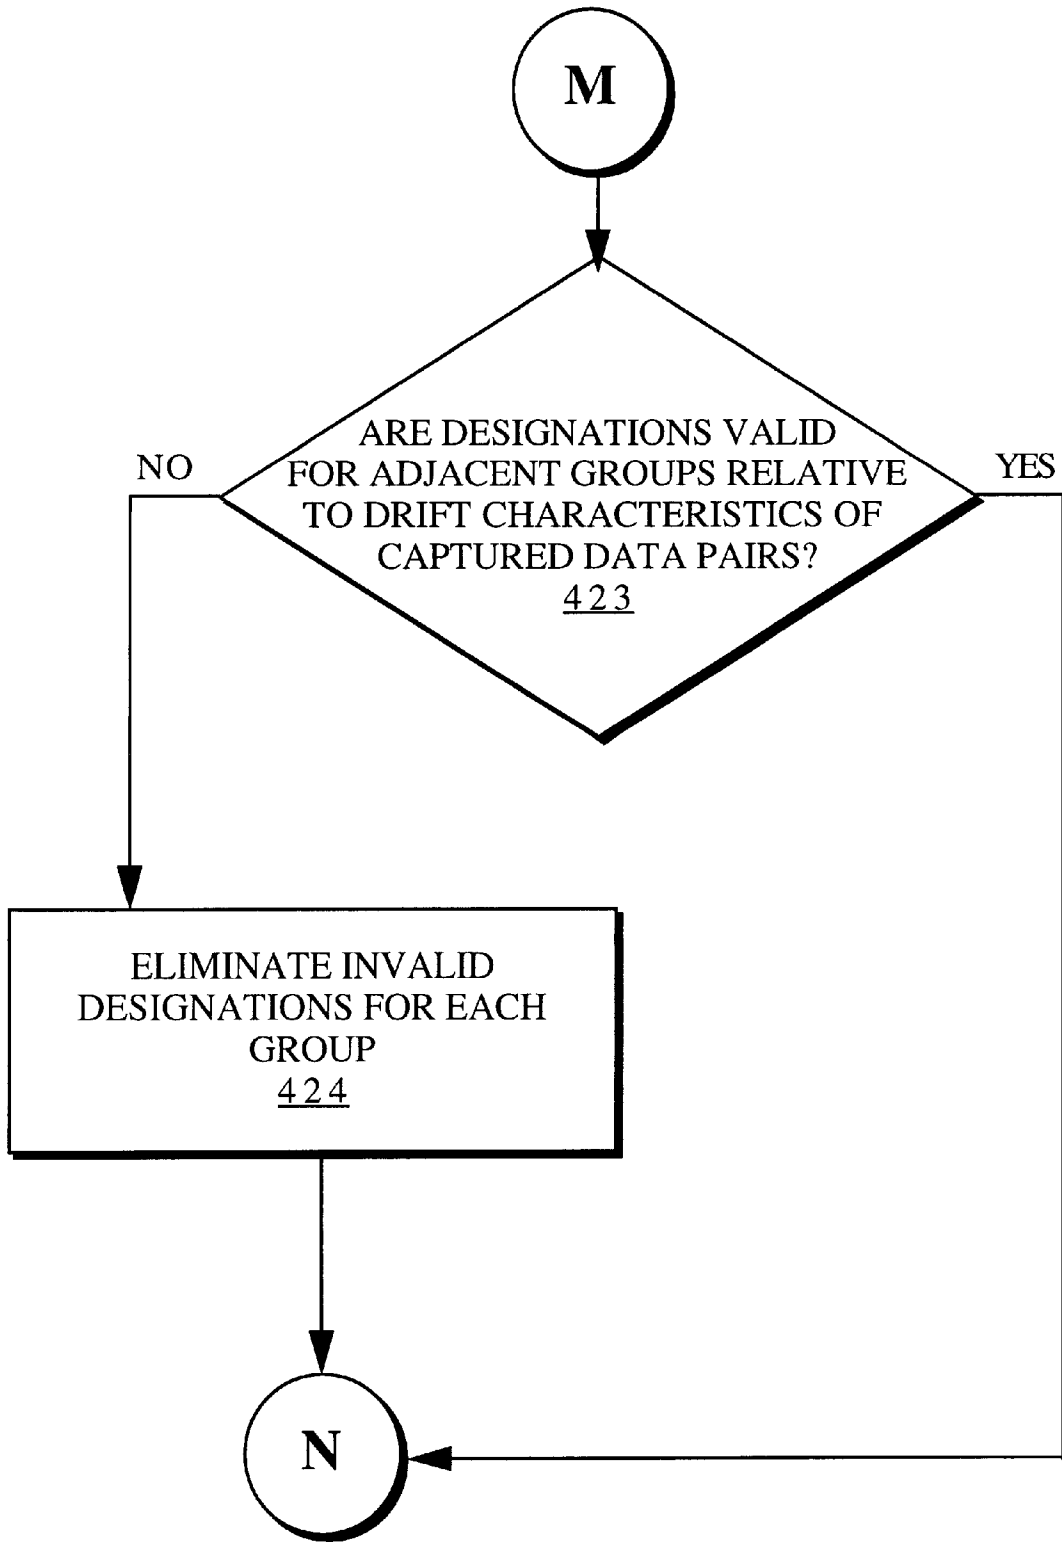 M
ARE DESIGNATIONS VALID
FOR ADJACENT GROUPS RELATIVE
TO DRIFT CHARACTERISTICS OF
CAPTURED DATA PAIRS?
423
NO
YES
ELIMINATE INVALID
DESIGNATIONS FOR EACH
GROUP
424
N